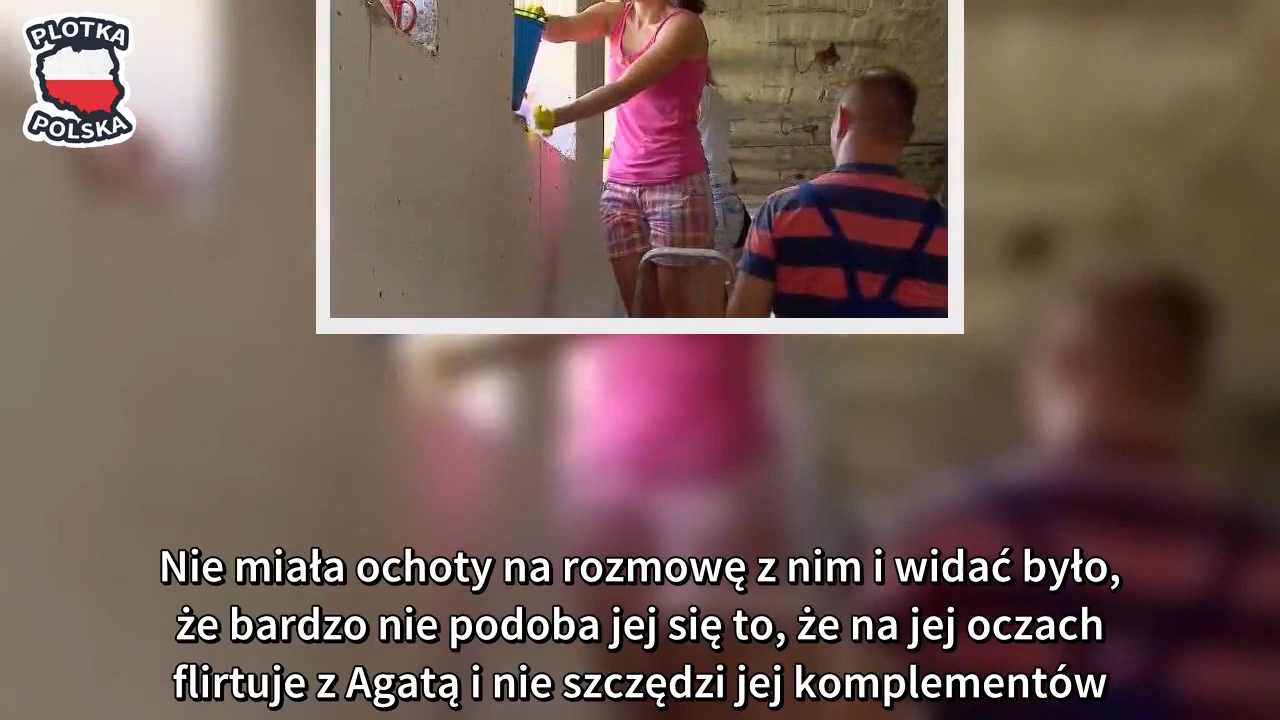 PLOTKA
POLSKA
Nie miała ochoty na rozmowę z nim i widać było,
że bardzo nie podoba jej się to, że na jej oczach
flirtuje z Agatą i nie szczędzi jej komplementów